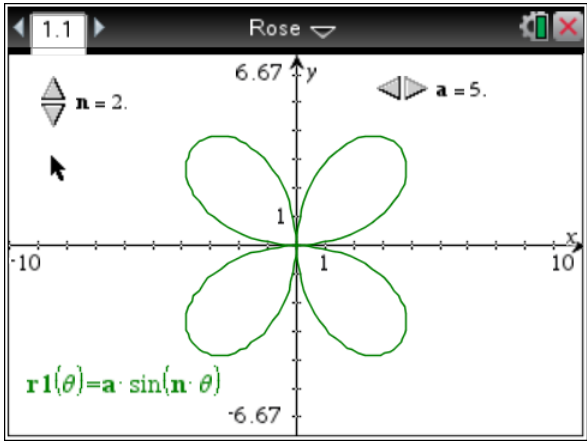 1.1 Rose
6.67 y
n = 2.
a = 5.
1
x
-10 1 10
r1(θ)=a· sin(n· θ)
-6.67